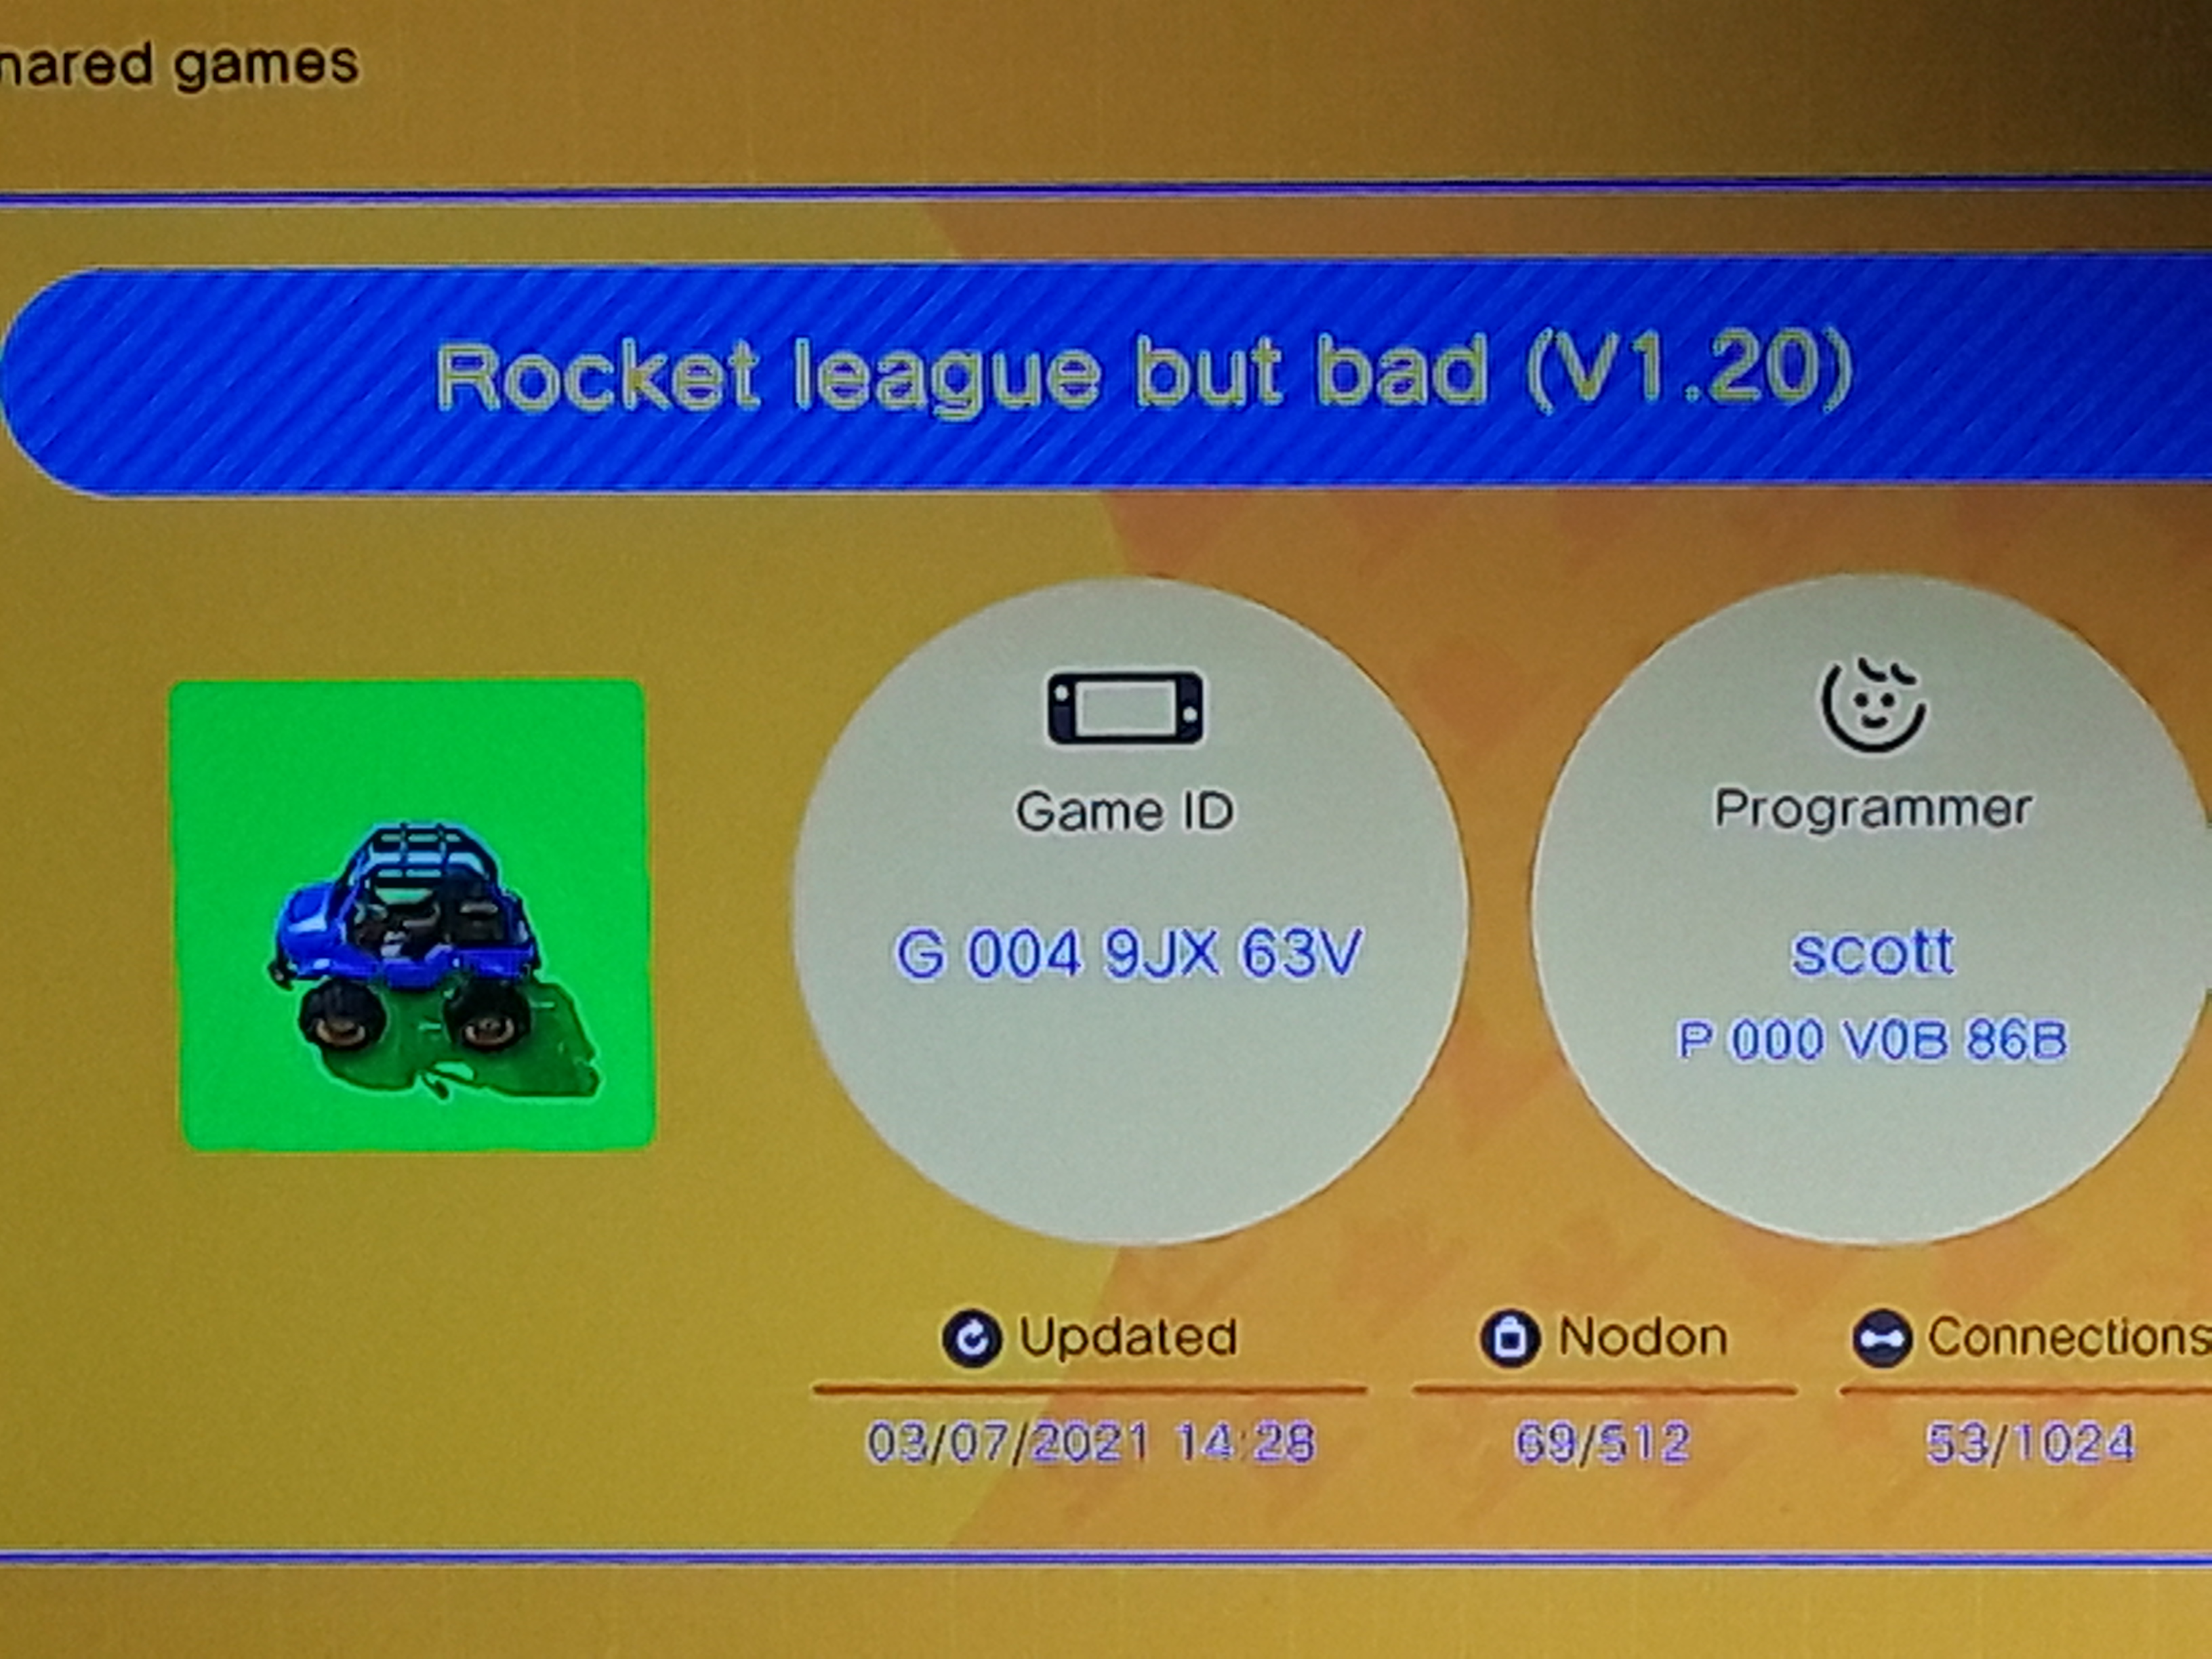 nared games
Rocket league but bad (V1.20)
Game ID
G 004 9JX 63V
Programmer
scott
P 000 V0B 86B
Updated
03/07/2021 14:28
Nodon
69/512
Connections
53/1024